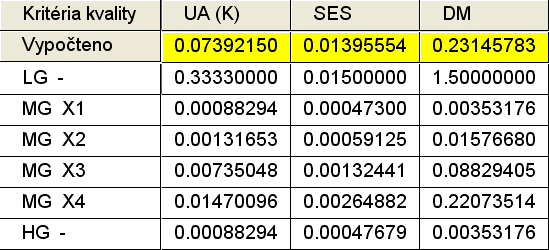 Kritéria kvality UA (K) SES DM
Vypočteno 0.07392150 0.01395554 0.23145783
LG - 0.33330000 0.01500000 1.50000000
MG X1 0.00088294 0.00047300 0.00353176
MG X2 0.00131653 0.00059125 0.01576680
MG X3 0.00735048 0.00132441 0.08829405
MG X4 0.01470096 0.00264882 0.22073514
HG - 0.00088294 0.00047679 0.00353176